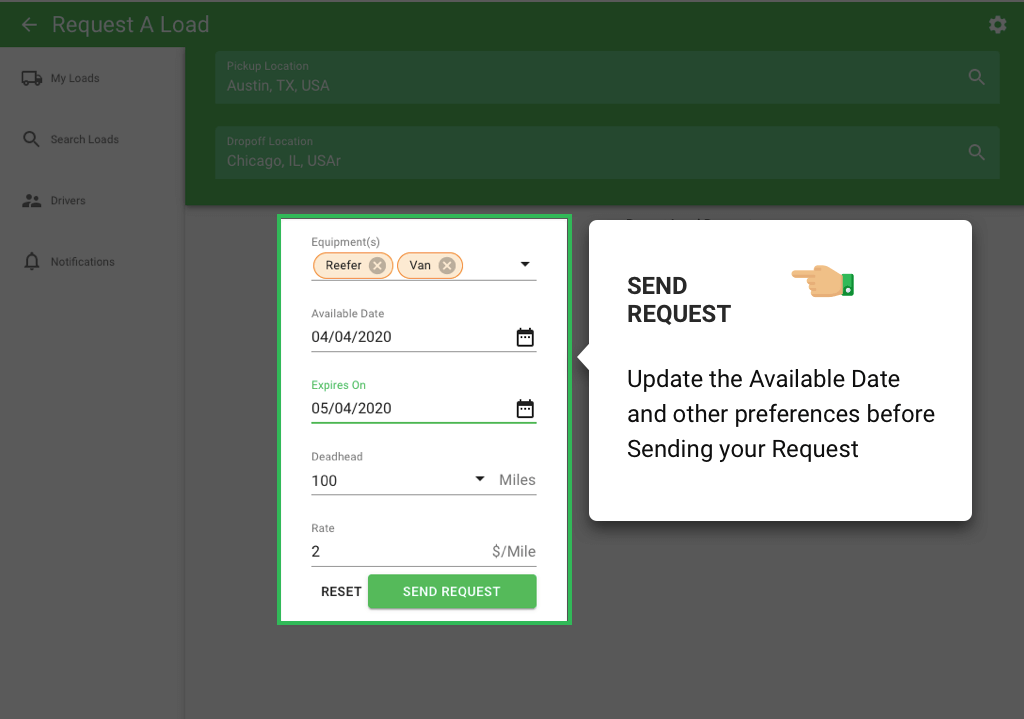 Request A Load
My Loads
Search Loads
Drivers
Notifications
Pickup Location
Austin, TX, USA
Dropoff Location
Chicago, IL, USAr
Equipment(s)
Reefer
Van
Available Date
04/04/2020
Expires On
05/04/2020
Deadhead
100 Miles
Rate
2 $/Mile
RESET SEND REQUEST
SEND
REQUEST
Update the Available Date
and other preferences before
Sending your Request